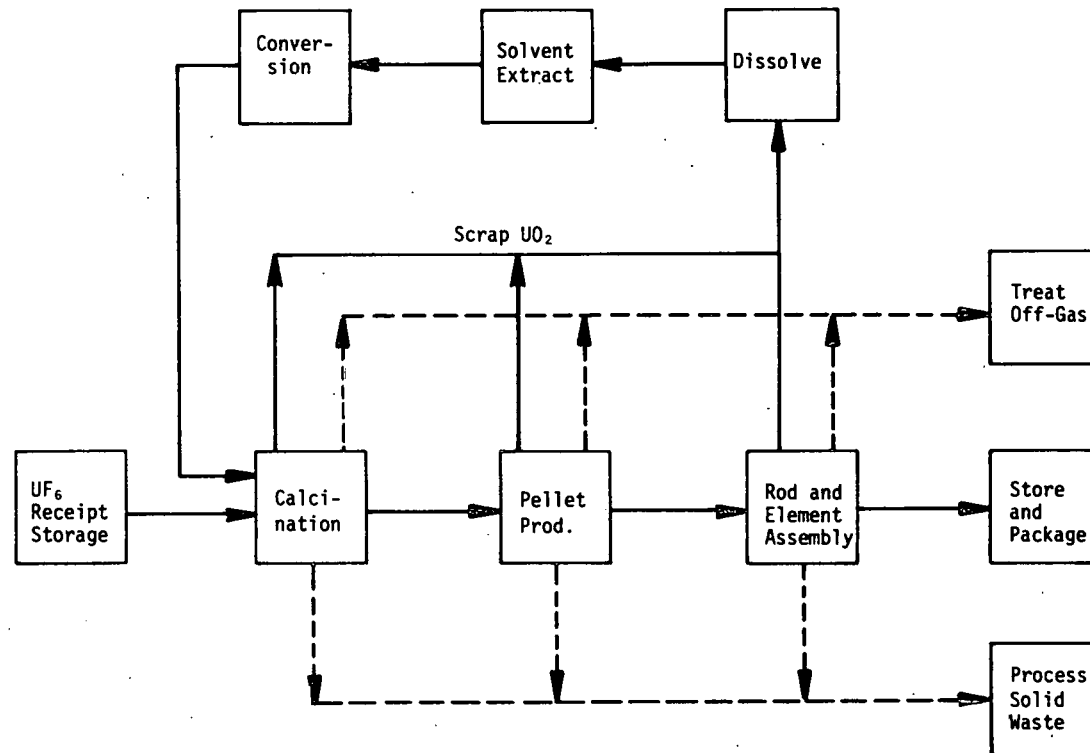 Conver-
sion
Solvent
Extract
Dissolve
Scrap UO₂
Treat
Off-Gas
UF₆
Receipt
Storage
Calci-
nation
Pellet
Prod.
Rod and
Element
Assembly
Store
and
Package
Process
Solid
Waste